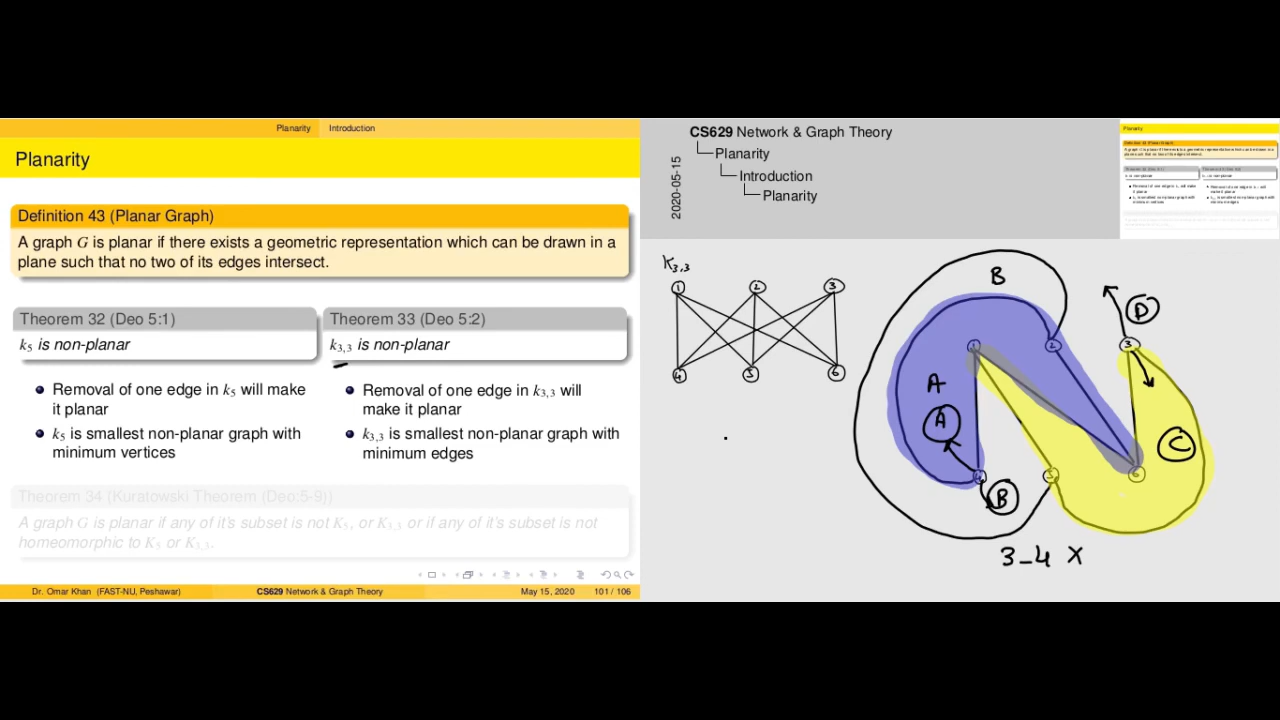 Planarity Introduction
Planarity
Definition 43 (Planar Graph)
A graph G is planar if there exists a geometric representation which can be drawn in a
plane such that no two of its edges intersect.
Theorem 32 (Deo 5:1)
k5 is non-planar
Removal of one edge in k5 will make
it planar
k5 is smallest non-planar graph with
minimum vertices
Theorem 33 (Deo 5:2)
k3,3 is non-planar
Removal of one edge in k3,3 will
make it planar
k3,3 is smallest non-planar graph with
minimum edges
Theorem 34 (Kuratowski Theorem (Deo:5-9))
A graph G is planar if any of it's subset is not K5, or K3,3 or if any of it's subset is not
homeomorphic to K5 or K3,3.
Dr. Omar Khan (FAST-NU, Peshawar) CS629 Network & Graph Theory May 15, 2020 101 / 106
2020-05-15
CS629 Network & Graph Theory
Planarity
Introduction
Planarity
K3,3
1 2 3
4 5 6
B
D
1 2 3
A
A
C
4 5 6
B
3-4 X